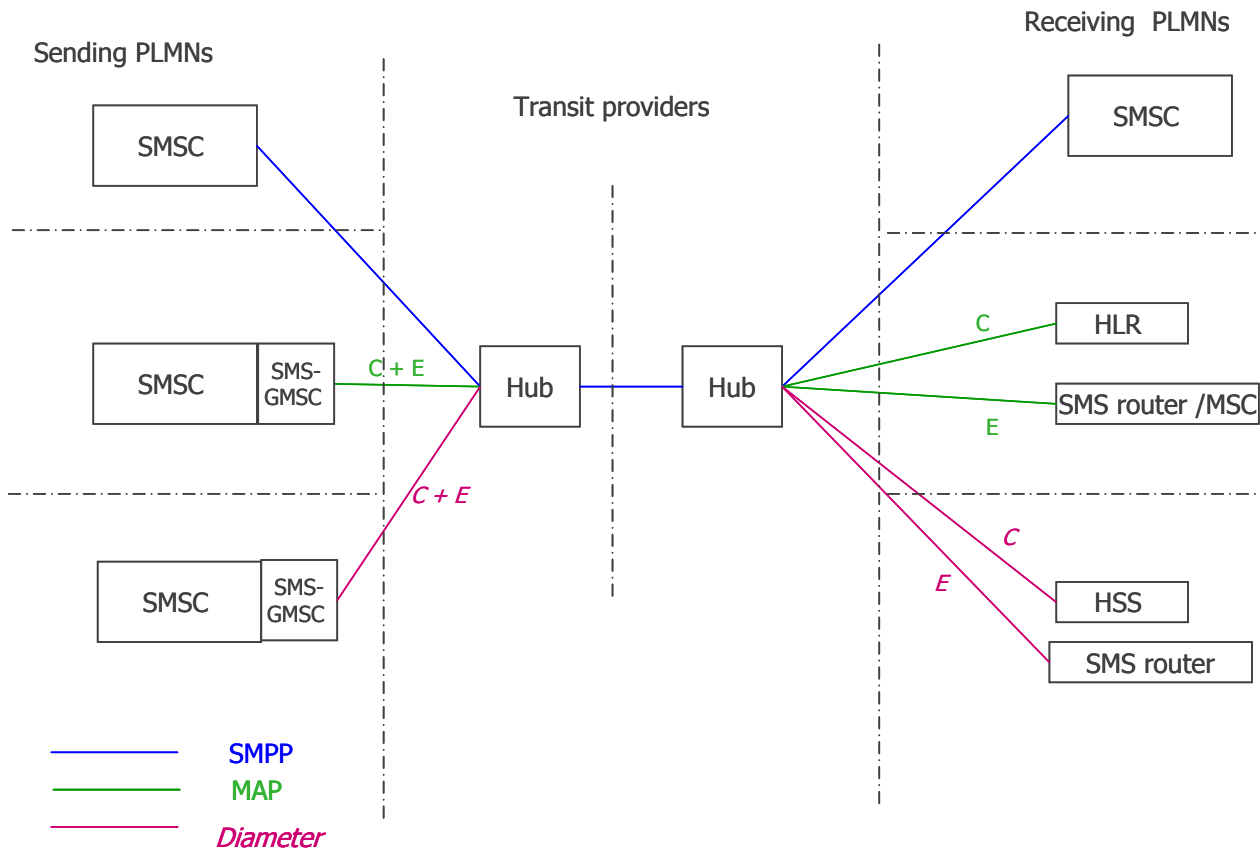 Sending PLMNs
Transit providers
Receiving PLMNs
SMSC
SMSC
SMSC
SMS-
GMSC
C + E
Hub
Hub
C
HLR
E
SMS router /MSC
SMSC
SMS-
GMSC
C + E
C
E
HSS
SMS router
SMPP
MAP
Diameter